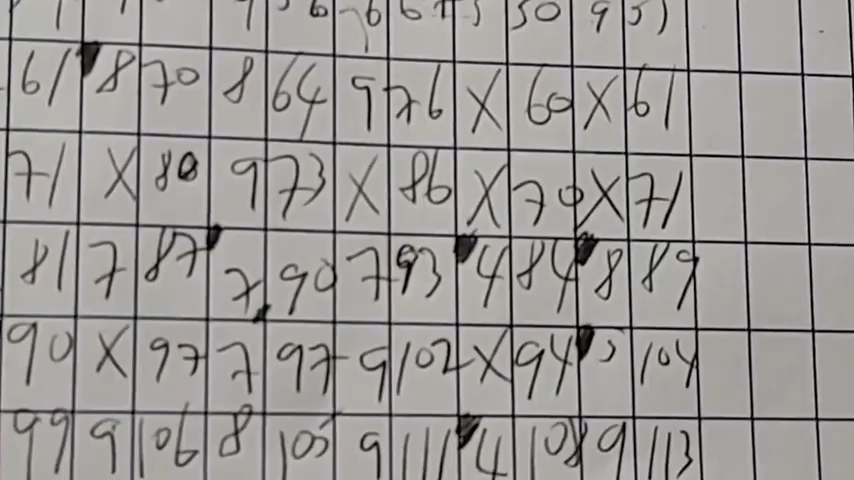 61 8 70 8 64 9 76 X 60 X 61
71 X 80 9 73 X 86 X 70 X 71
81 7 87 7 90 7 93 4 84 8 89
90 X 97 7 97 9 102 X 94 5 104
99 9 106 8 105 9 111 4 108 9 113